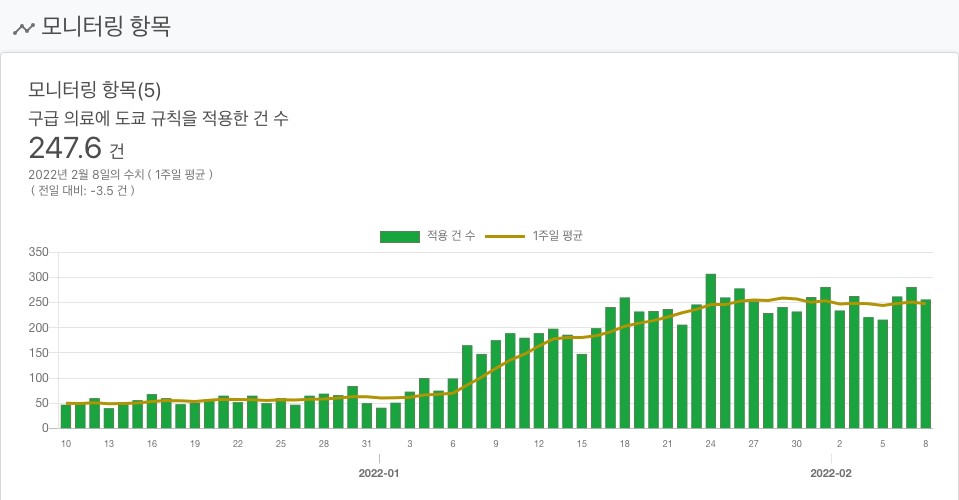 모니터링 항목
모니터링 항목(5)
구급 의료에 도쿄 규칙을 적용한 건 수
247.6 건
2022년 2월 8일의 수치 ( 1주일 평균 )
( 전일 대비: -3.5 건 )
적용 건 수 1주일 평균
350
300
250
200
150
100
50
0
10 13 16 19 22 25 28 31 3 6 9 12 15 18 21 24 27 30 2 5 8
2022-01 2022-02